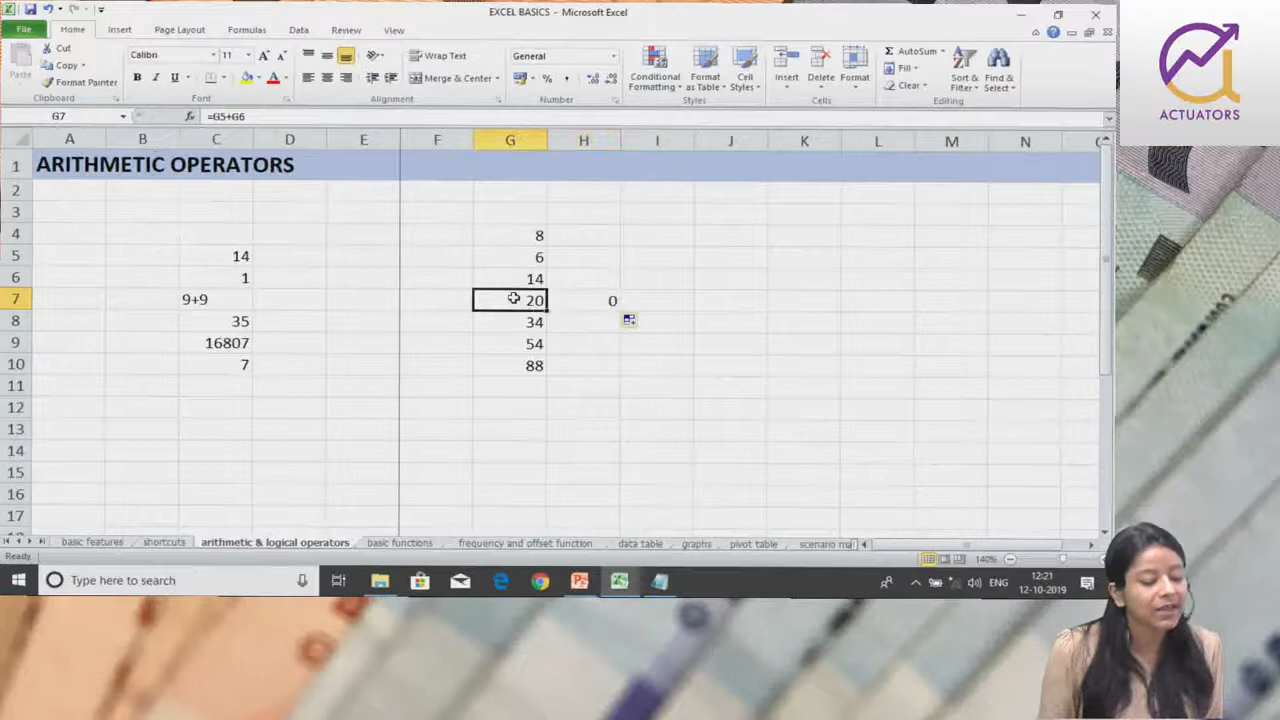 EXCEL BASICS - Microsoft Excel
File Home Insert Page Layout Formulas Data Review View
Paste
Cut
Copy
Format Painter
Clipboard
Calibri 11
B I U
Font
Wrap Text
Merge & Center
Alignment
General
Number
Conditional Formatting
Format as Table
Cell Styles
Styles
Insert Delete Format
Cells
AutoSum
Fill
Clear
Sort & Filter
Find & Select
Editing
ACTUATORS
G7 fx =G5+G6
A B C D E F G H I J K L M N
1 ARITHMETIC OPERATORS
2
3
4 8
5 14 6
6 1 14
7 9+9 20 0
8 35 34
9 16807 54
10 7 88
11
12
13
14
15
16
17
basic features shortcuts arithmetic & logical operators basic functions frequency and offset function data table graphs pivot table scenario ma
Ready 140%
Type here to search ENG 12:21
12-10-2019